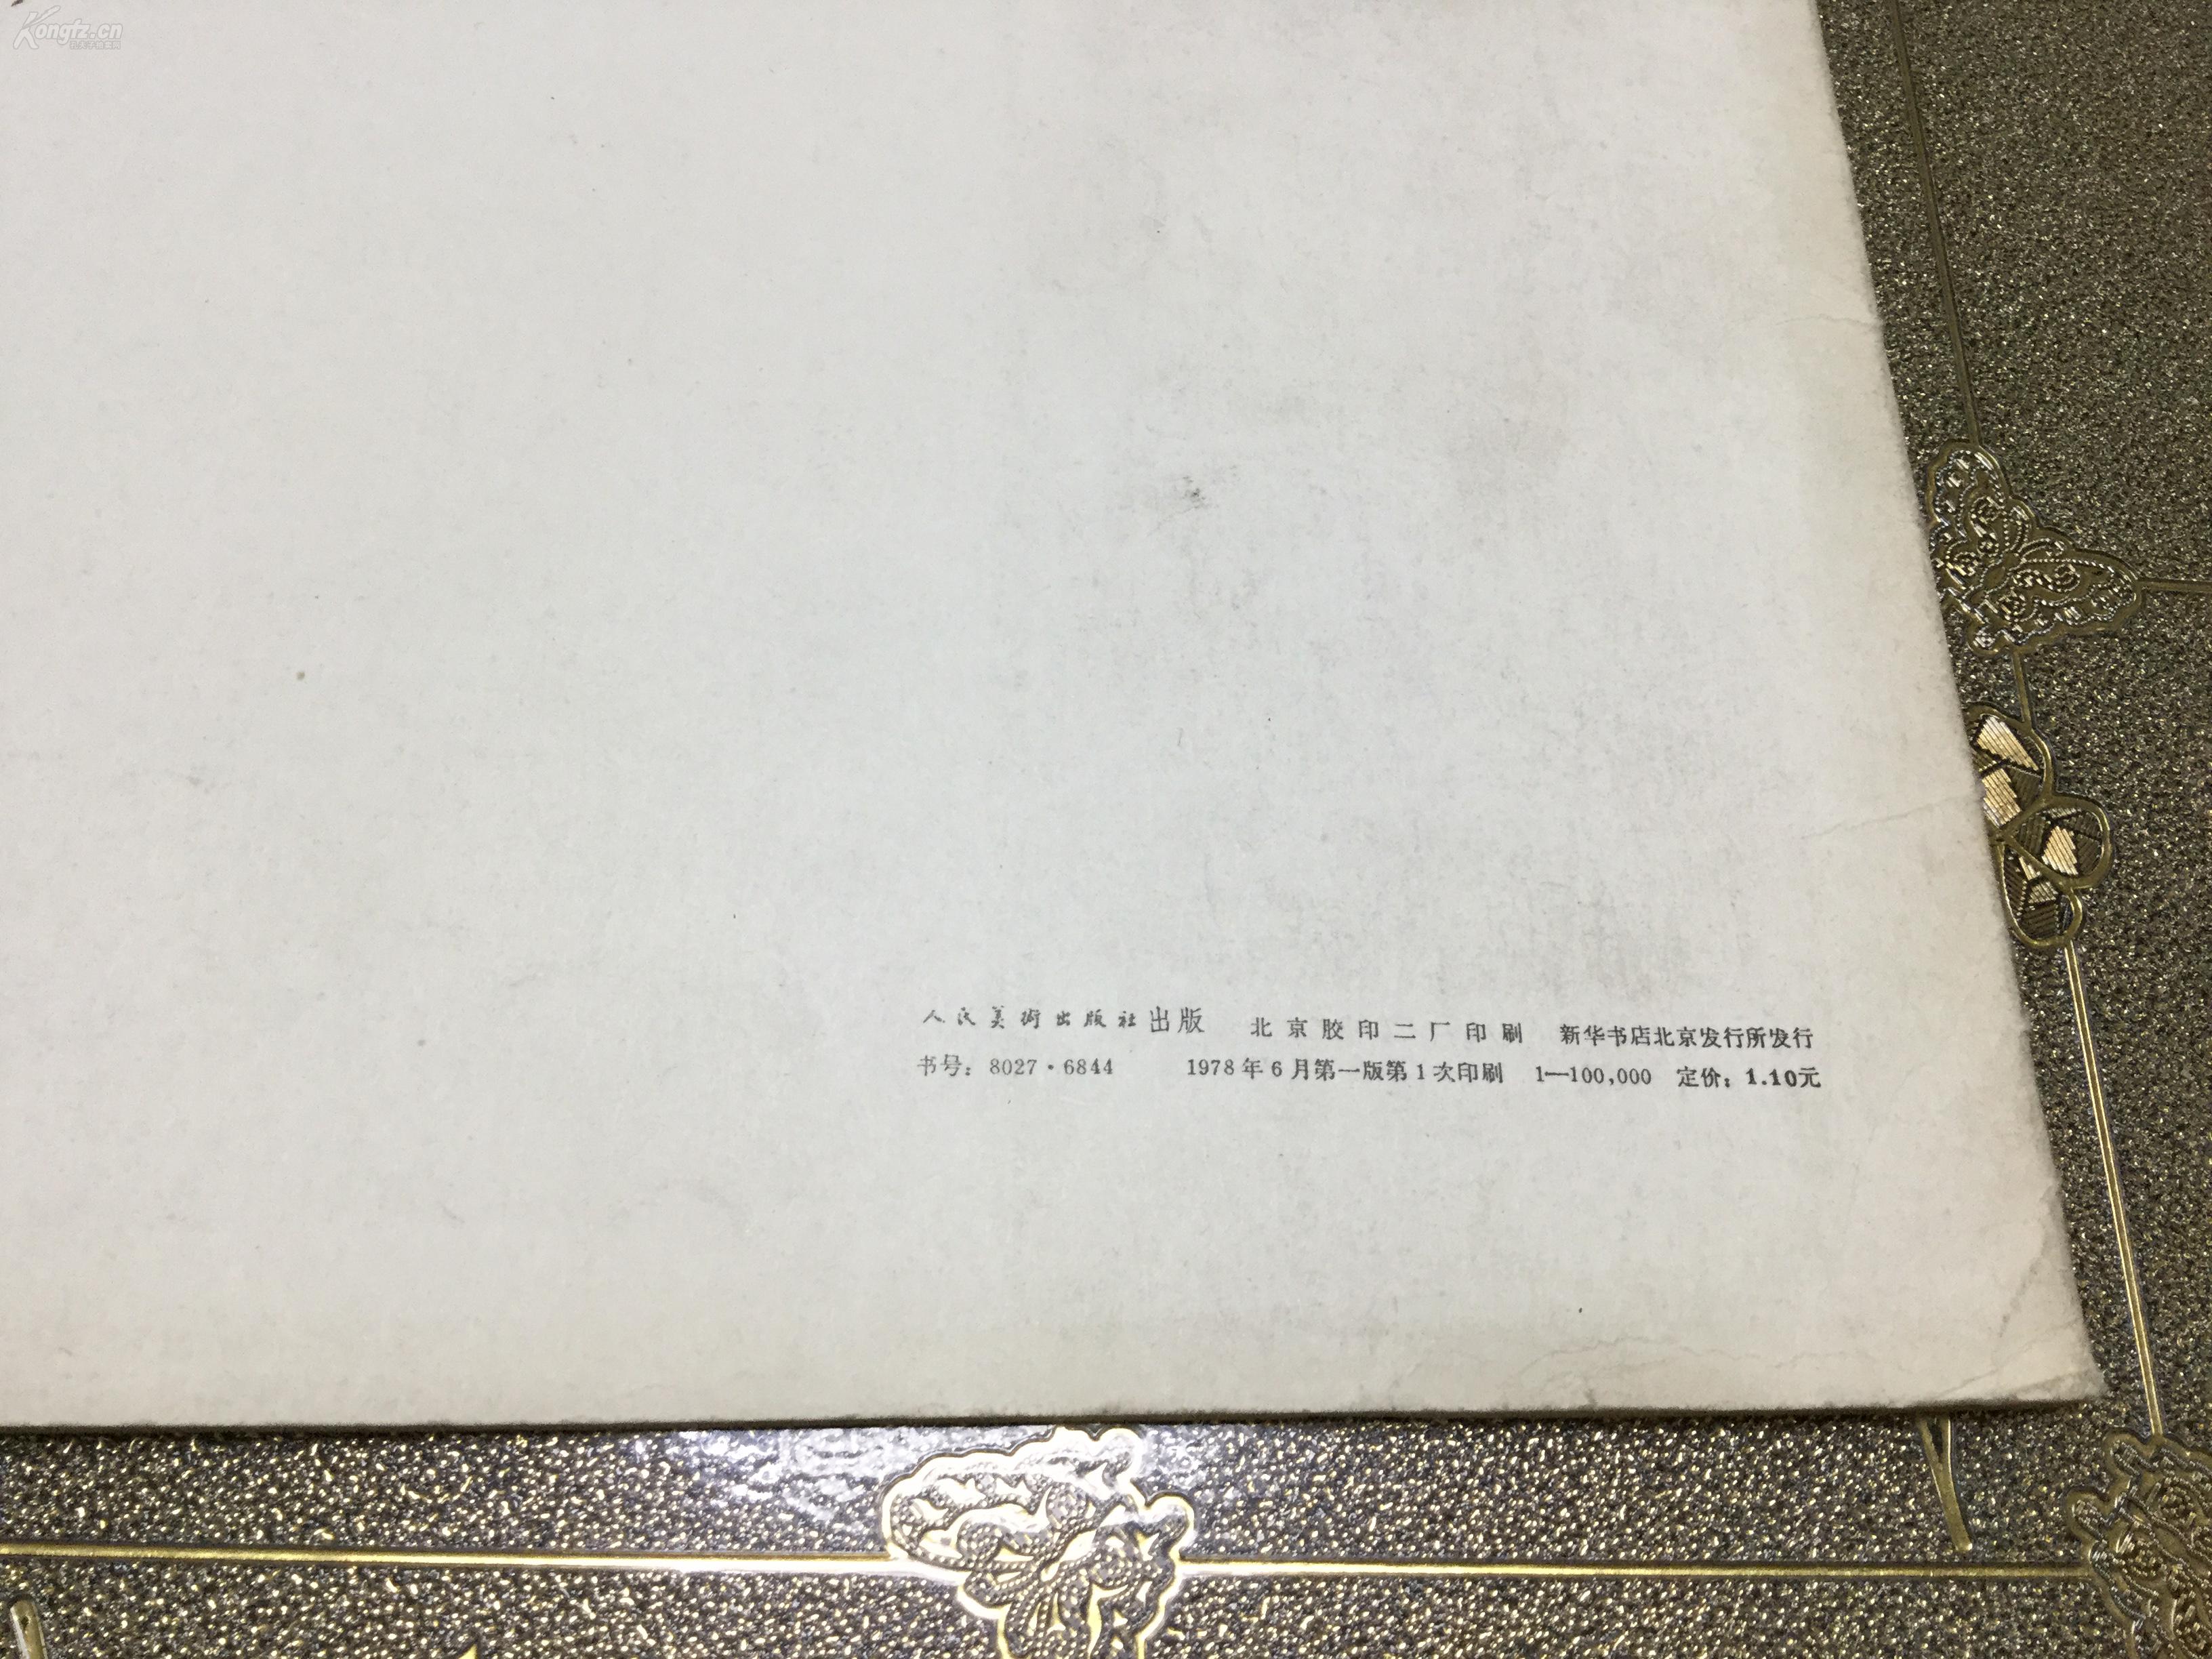 Kongfz.cn
人民美術出版社出版 北京胶印二厂印刷 新华书店北京发行所发行
书号：8027·6844 1978年6月第一版第1次印刷 1—100,000 定价：1.10元